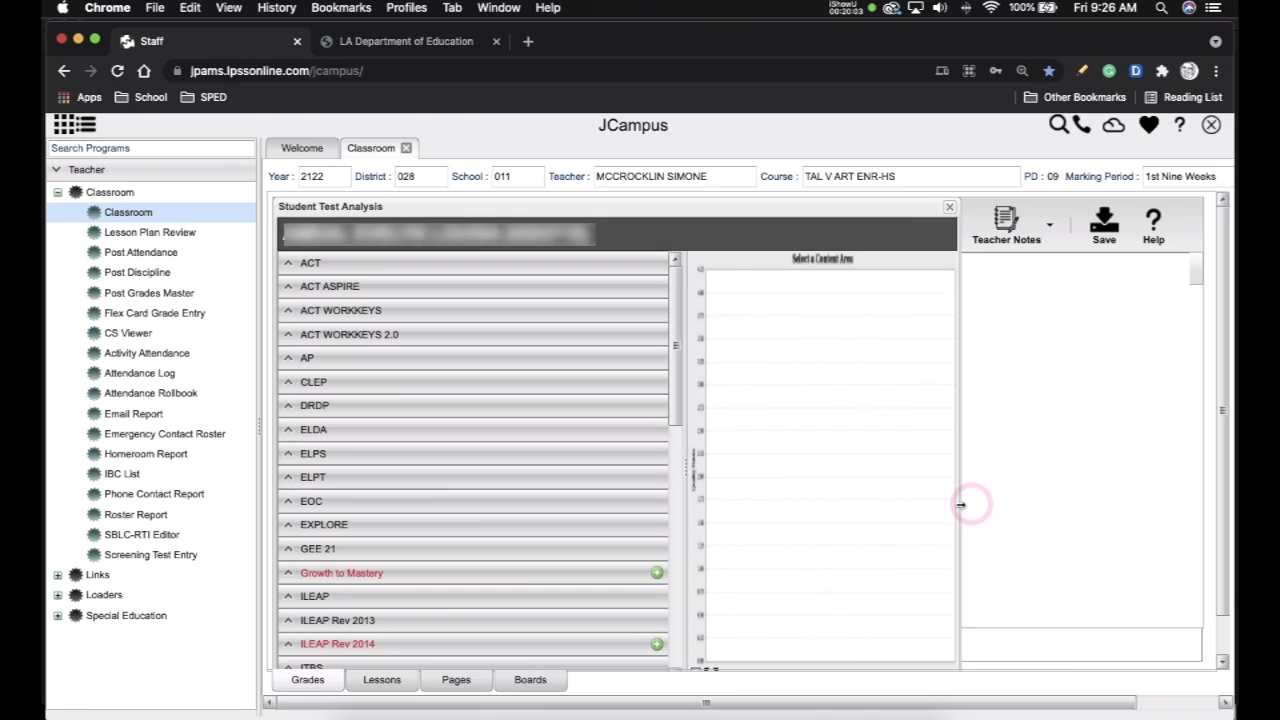 Chrome File Edit View History Bookmarks Profiles Tab Window Help iShowU 00:20:03 100% Fri 9:26 AM
Staff LA Department of Education
jpams.lpssonline.com/jcampus/
Apps School SPED Other Bookmarks Reading List
JCampus
Search Programs
Welcome Classroom
Teacher
Year : 2122 District : 028 School : 011 Teacher : MCCROCKLIN SIMONE Course : TAL V ART ENR-HS PD : 09 Marking Period : 1st Nine Weeks
Classroom
Classroom
Lesson Plan Review
Post Attendance
Post Discipline
Post Grades Master
Flex Card Grade Entry
CS Viewer
Activity Attendance
Attendance Log
Attendance Rollbook
Email Report
Emergency Contact Roster
Homeroom Report
IBC List
Phone Contact Report
Roster Report
SBLC-RTI Editor
Screening Test Entry
Links
Loaders
Special Education
Student Test Analysis
Teacher Notes Save Help
ACT
ACT ASPIRE
ACT WORKKEYS
ACT WORKKEYS 2.0
AP
CLEP
DRDP
ELDA
ELPS
ELPT
EOC
EXPLORE
GEE 21
Growth to Mastery
ILEAP
ILEAP Rev 2013
ILEAP Rev 2014
ITBS
Select a Content Area
Grades Lessons Pages Boards